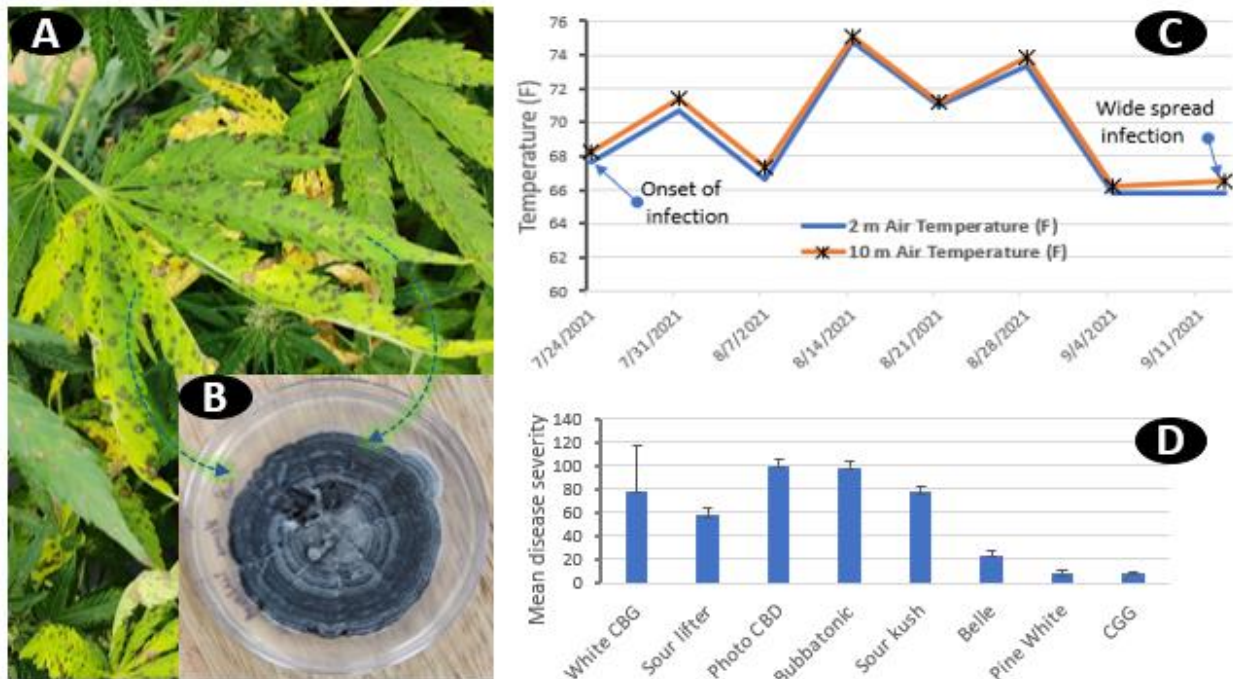 A
B
C
76
74
72
70
68
66
64
62
60
Temperature (F)
Onset of
infection
Wide spread
infection
2 m Air Temperature (F)
10 m Air Temperature (F)
7/24/2021
7/31/2021
8/7/2021
8/14/2021
8/21/2021
8/28/2021
9/4/2021
9/11/2021
D
140
120
100
80
60
40
20
0
Mean disease severity
White CBG
Sour lifter
Photo CBD
Bubbatonic
Sour kush
Belle
Pine White
CGG